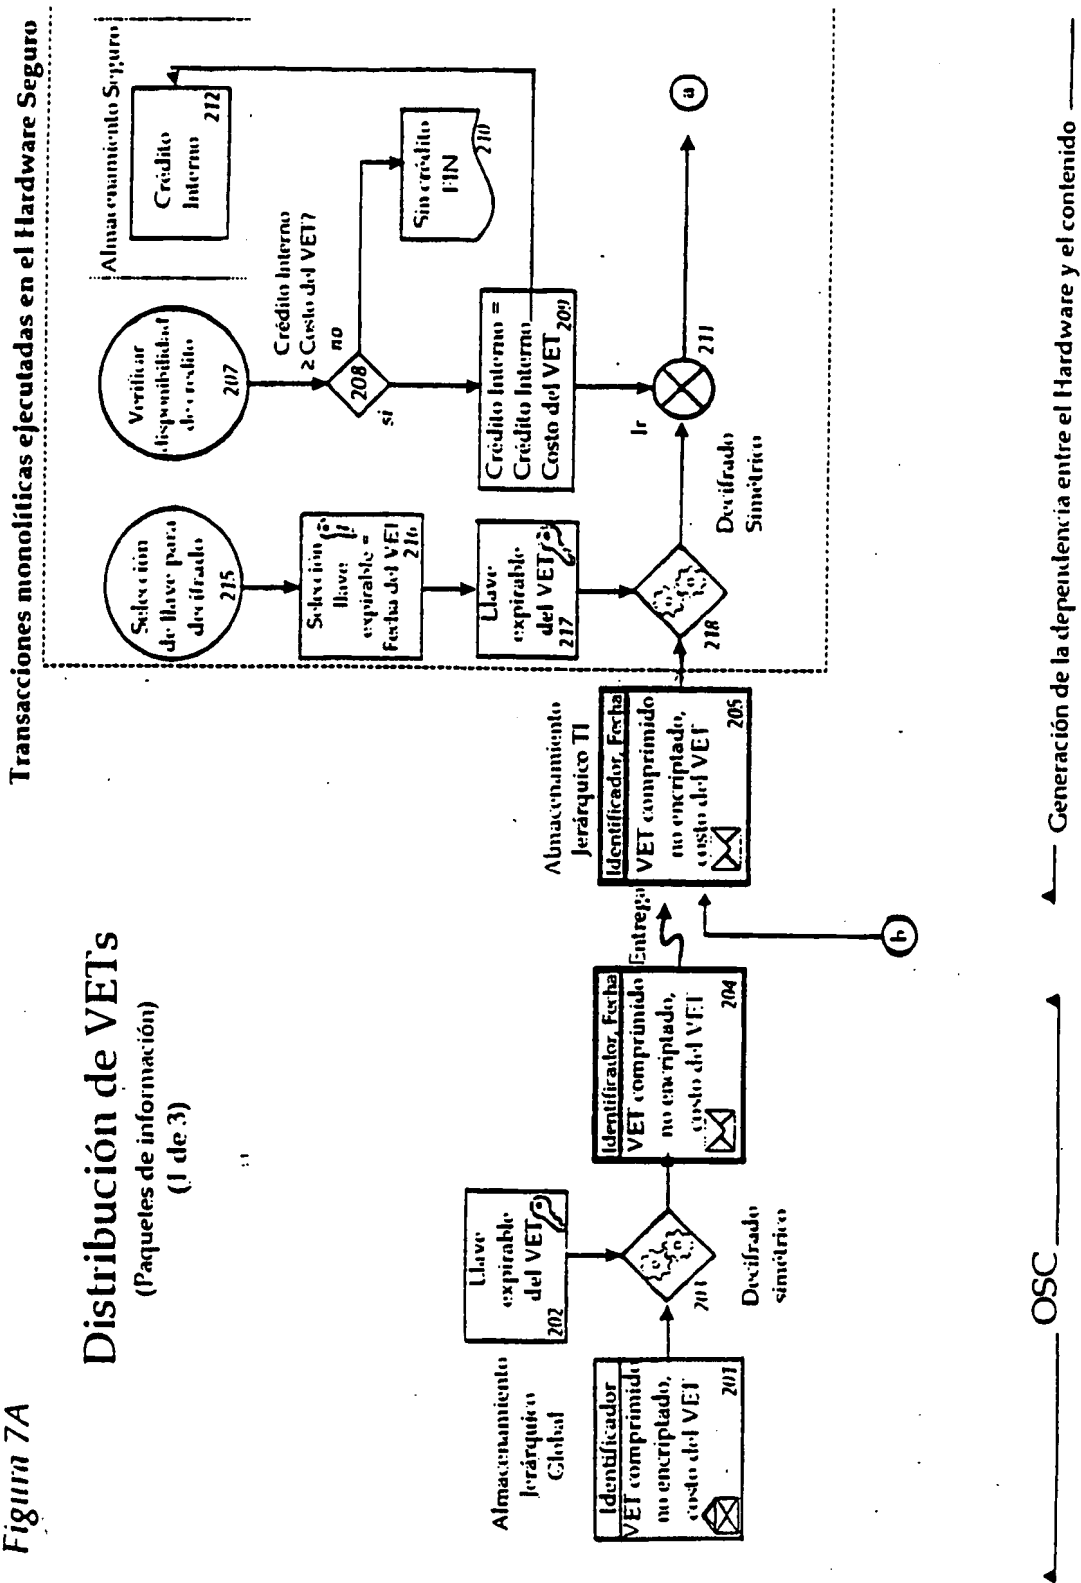 Figura 7A
Distribución de VETs
(Paquetes de información)
(1 de 3)
Transacciones monolíticas ejecutadas en el Hardware Seguro
Almacenamiento
Jerárquico
Global
Identificador
VET comprimido
no encriptado,
costo del VET
201
Llave
expirable
del VET
202
203
Decifrado
simétrico
Identificador, Fecha
VET comprimido
no encriptado,
costo del VET
204
Entrega
b
Almacenamiento
Jerárquico TI
Identificador, Fecha
VET comprimido
no encriptado,
costo del VET
205
Selección
de llave para
decifrado
215
Selección
llave
expirable =
Fecha del VET
216
Llave
expirable
del VET
217
218
Decifrado
Simétrico
Verificar
disponibilidad
de credito
207
Crédito Interno
≥ Costo del VET?
208
no
si
Crédito Interno =
Crédito Interno
Costo del VET
209
Sin crédito
FIN
210
211
a
Almacenamiento Seguro
Crédito
Interno
212
OSC
Generación de la dependencia entre el Hardware y el contenido